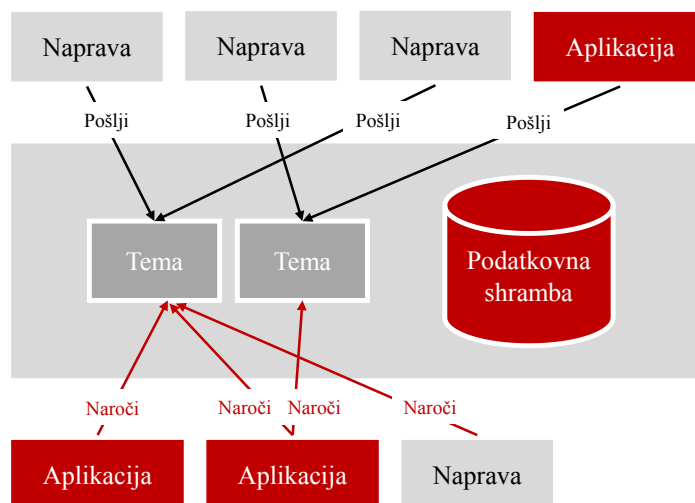 Naprava
Naprava
Naprava
Aplikacija
Pošlji
Pošlji
Pošlji
Pošlji
Tema
Tema
Podatkovna
shramba
Naroči
Naroči
Naroči
Naroči
Aplikacija
Aplikacija
Naprava